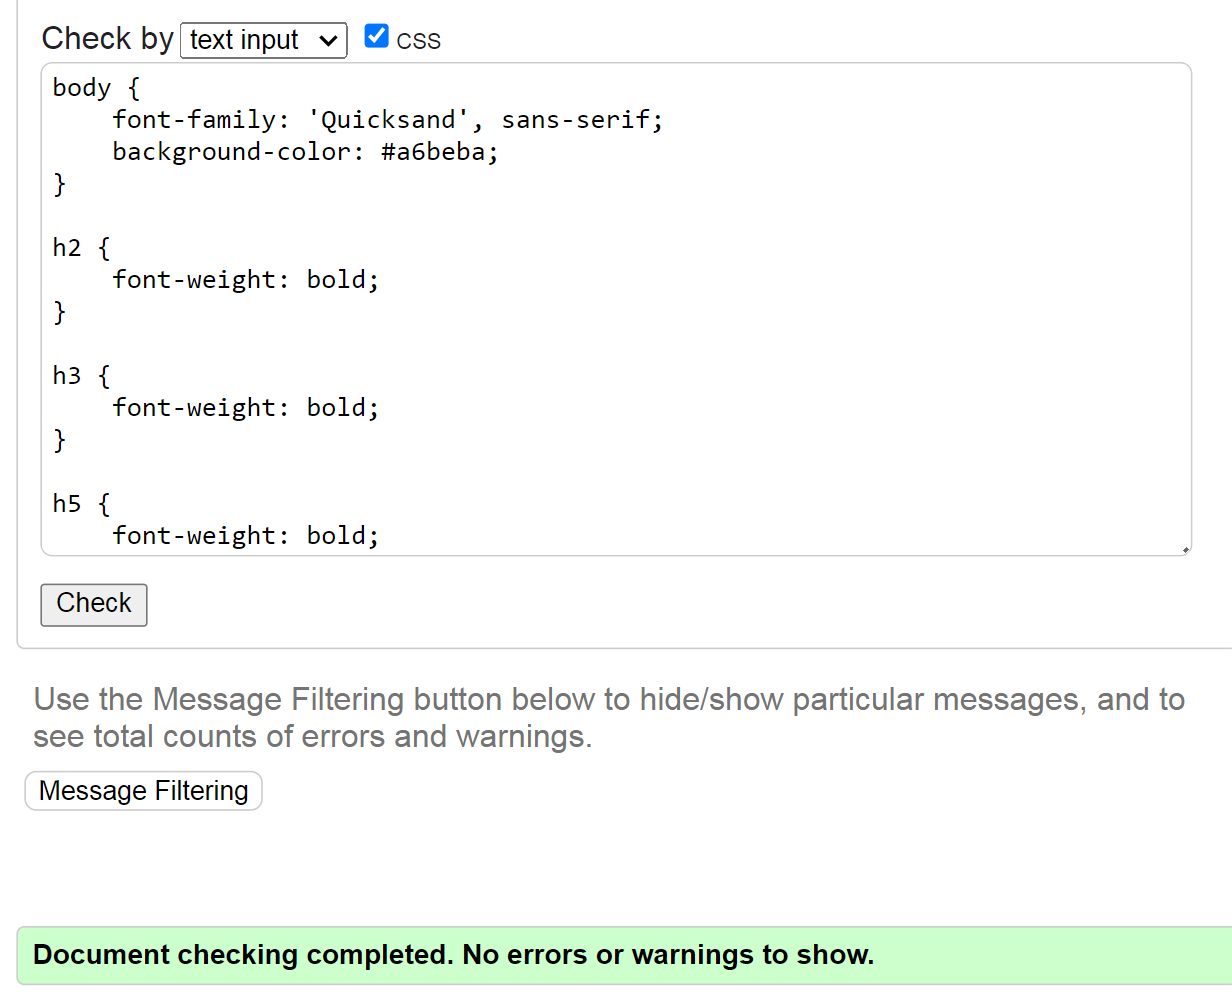 Check by text input CSS
body {
    font-family: 'Quicksand', sans-serif;
    background-color: #a6beba;
}

h2 {
    font-weight: bold;
}

h3 {
    font-weight: bold;
}

h5 {
    font-weight: bold;
Check
Use the Message Filtering button below to hide/show particular messages, and to
see total counts of errors and warnings.
Message Filtering
Document checking completed. No errors or warnings to show.